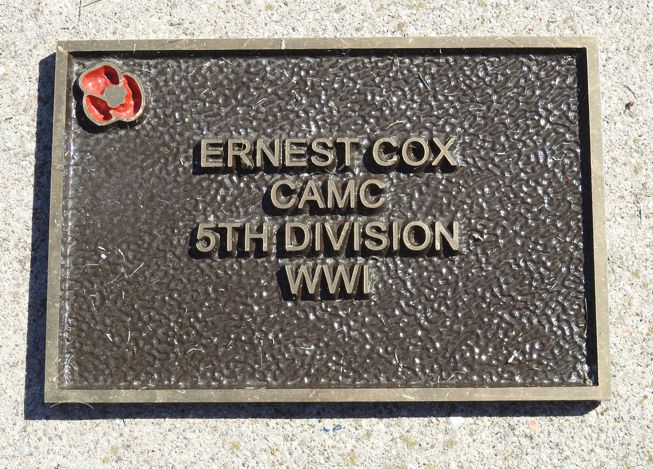 ERNEST COX
CAMC
5TH DIVISION
WWI